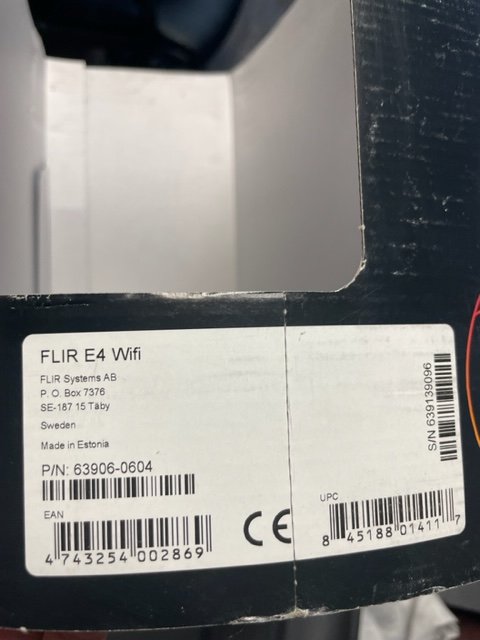 FLIR E4 Wifi
FLIR Systems AB
P. O. Box 7376
SE-187 15 Täby
Sweden
Made in Estonia
P/N: 63906-0604
EAN
4 743254 002869
CE
UPC
8 45188 01411 7
S/N 639139096